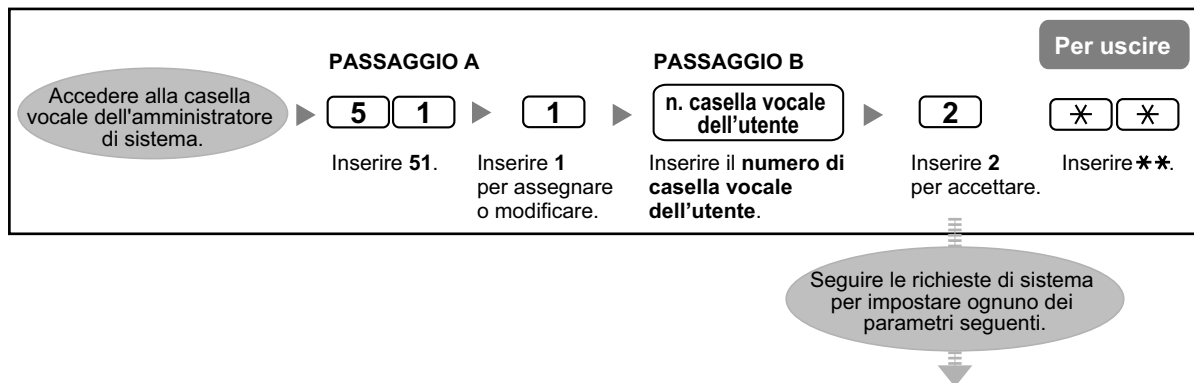 Per uscire
PASSAGGIO A
PASSAGGIO B
Accedere alla casella
vocale dell'amministratore
di sistema.
5 1
1
n. casella vocale
dell'utente
2
* *
Inserire 51.
Inserire 1
per assegnare
o modificare.
Inserire il numero di
casella vocale
dell'utente.
Inserire 2
per accettare.
Inserire **.
Seguire le richieste di sistema
per impostare ognuno dei
parametri seguenti.